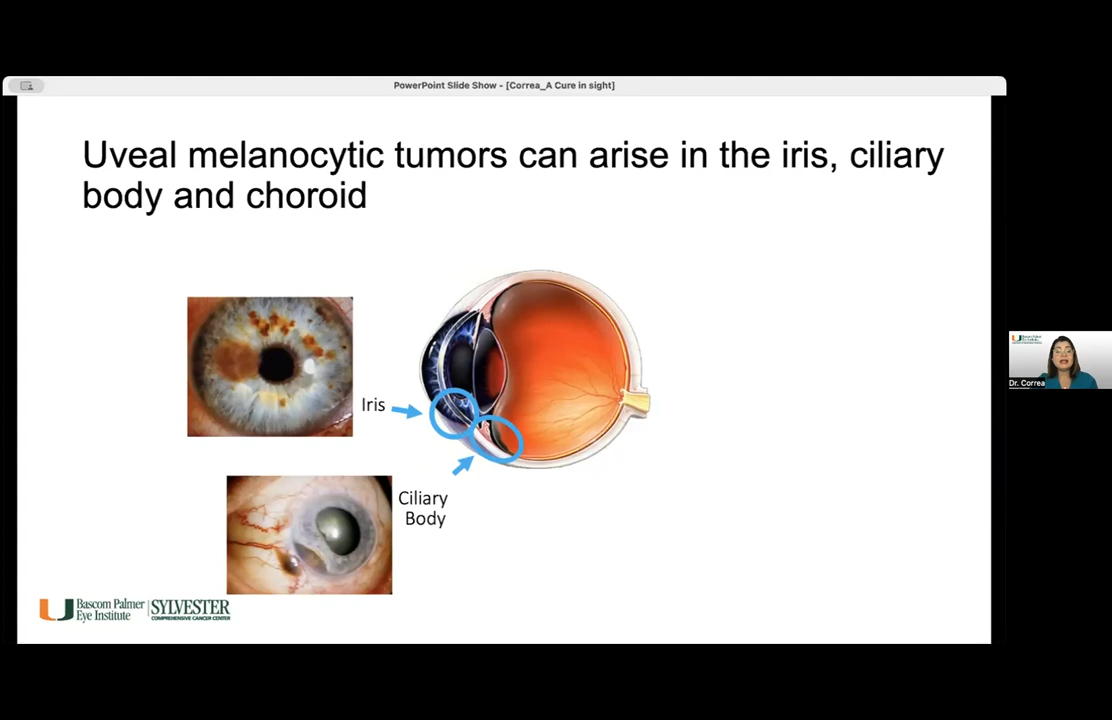 PowerPoint Slide Show - [Correa_A Cure in sight]
Uveal melanocytic tumors can arise in the iris, ciliary
body and choroid
Iris
Ciliary
Body
Bascom Palmer
Eye Institute
SYLVESTER
COMPREHENSIVE CANCER CENTER
Dr. Correa